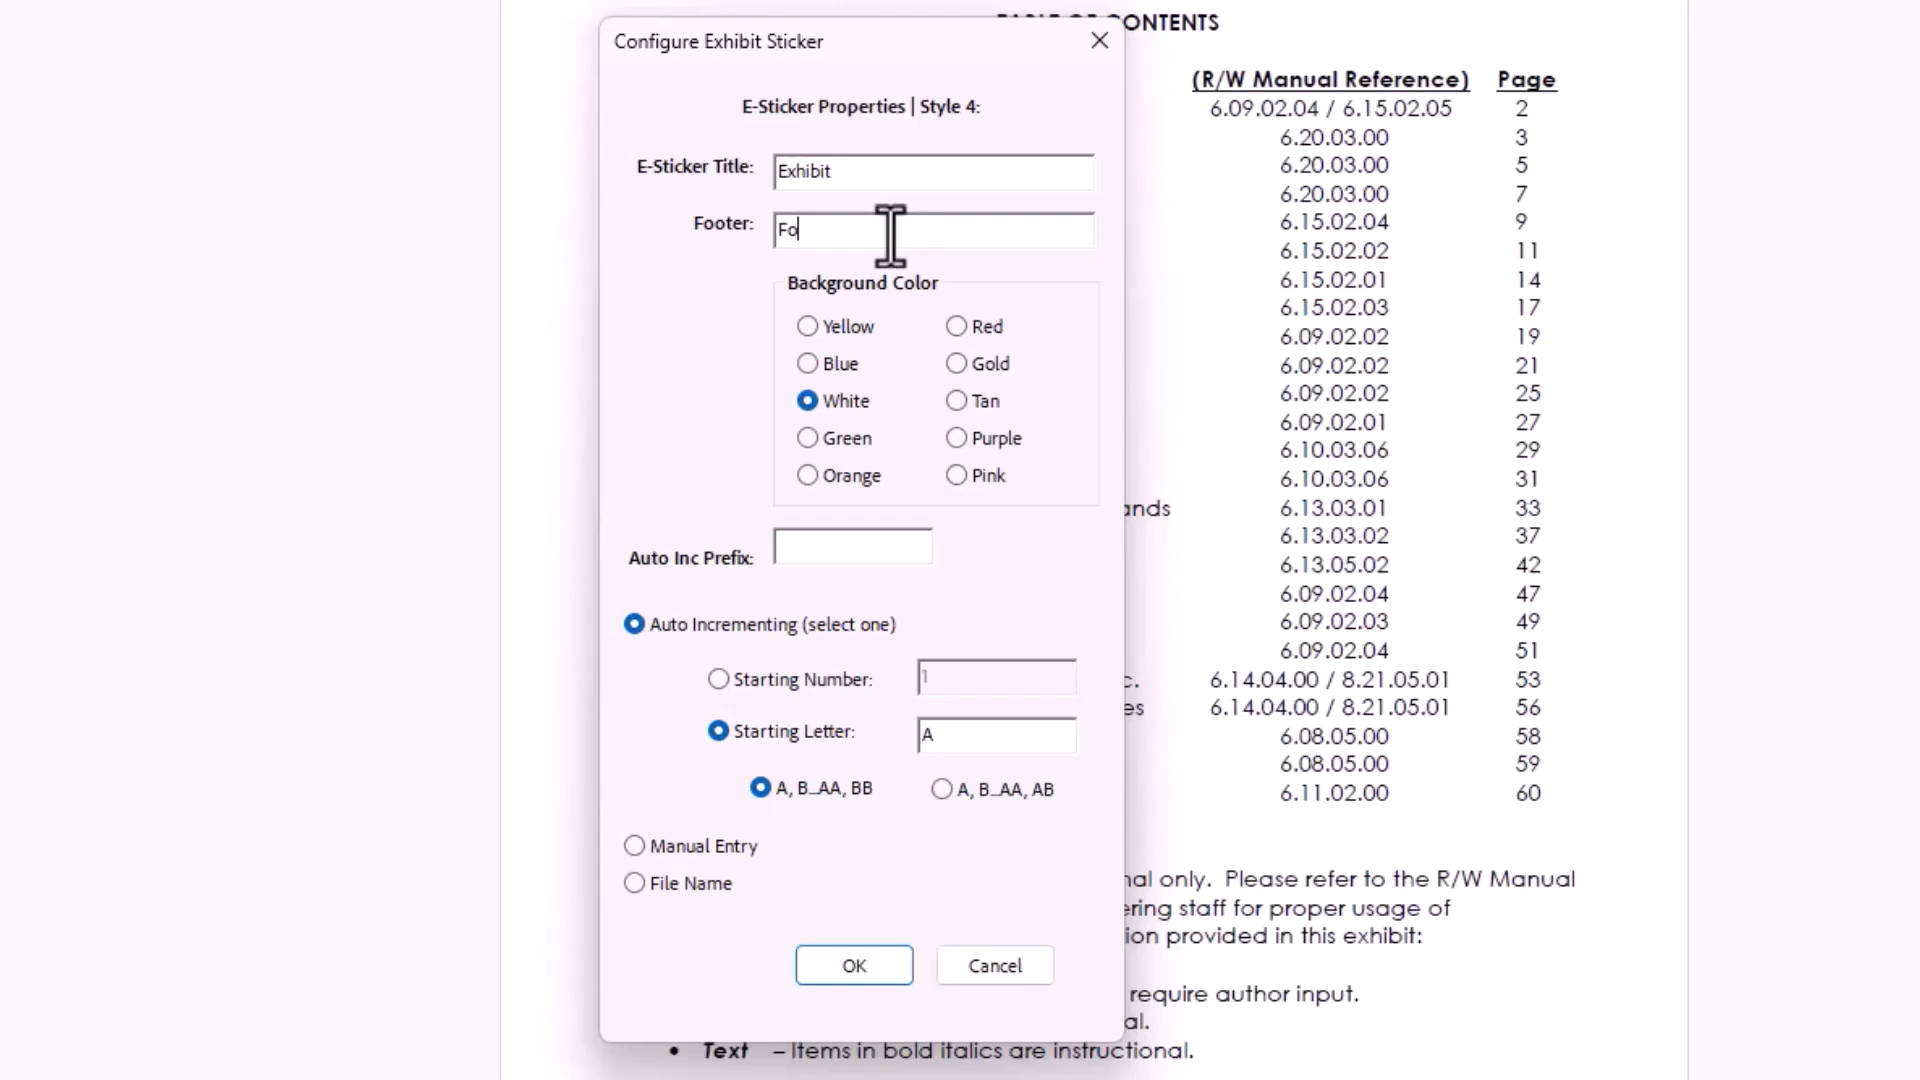 Configure Exhibit Sticker
E-Sticker Properties | Style 4:
E-Sticker Title: Exhibit
Footer: Fo
Background Color
Yellow Red
Blue Gold
White Tan
Green Purple
Orange Pink
Auto Inc Prefix:
Auto Incrementing (select one)
Starting Number: 1
Starting Letter: A
A, B...AA, BB A, B...AA, AB
Manual Entry
File Name
OK Cancel
CONTENTS
(R/W Manual Reference) Page
6.09.02.04 / 6.15.02.05 2
6.20.03.00 3
6.20.03.00 5
6.20.03.00 7
6.15.02.04 9
6.15.02.02 11
6.15.02.01 14
6.15.02.03 17
6.09.02.02 19
6.09.02.02 21
6.09.02.02 25
6.09.02.01 27
6.10.03.06 29
6.10.03.06 31
ands 6.13.03.01 33
6.13.03.02 37
6.13.05.02 42
6.09.02.04 47
6.09.02.03 49
6.09.02.04 51
c. 6.14.04.00 / 8.21.05.01 53
es 6.14.04.00 / 8.21.05.01 56
6.08.05.00 58
6.08.05.00 59
6.11.02.00 60
nal only. Please refer to the R/W Manual
ering staff for proper usage of
ion provided in this exhibit:
require author input.
al.
• Text – Items in bold italics are instructional.